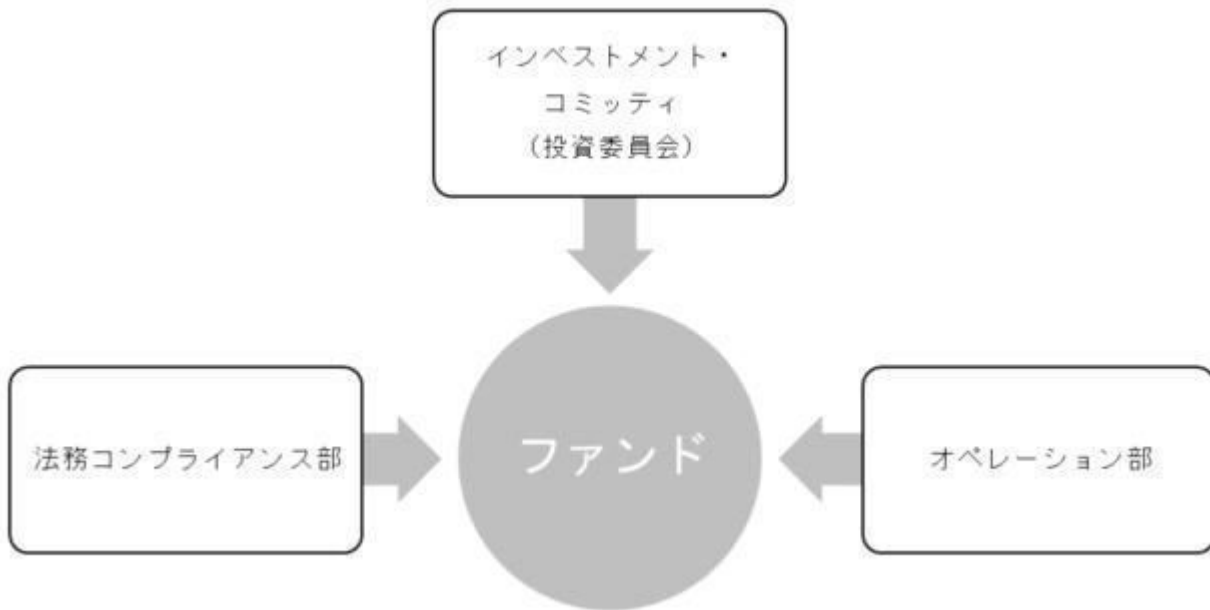 インベストメント・
コミッティ
（投資委員会）
法務コンプライアンス部
ファンド
オペレーション部